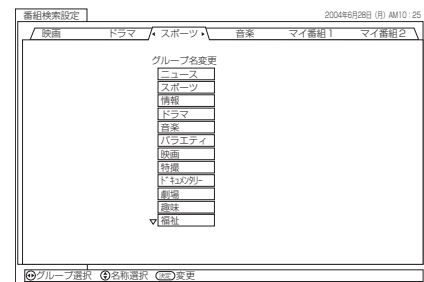 番組検索設定 2004年6月28日 (月) AM10:25
映画 ドラマ スポーツ 音楽 マイ番組1 マイ番組2
グループ名変更
ニュース
スポーツ
情報
ドラマ
音楽
バラエティ
映画
特撮
ドキュメンタリー
劇場
趣味
福祉
グループ選択 名称選択 決定 変更